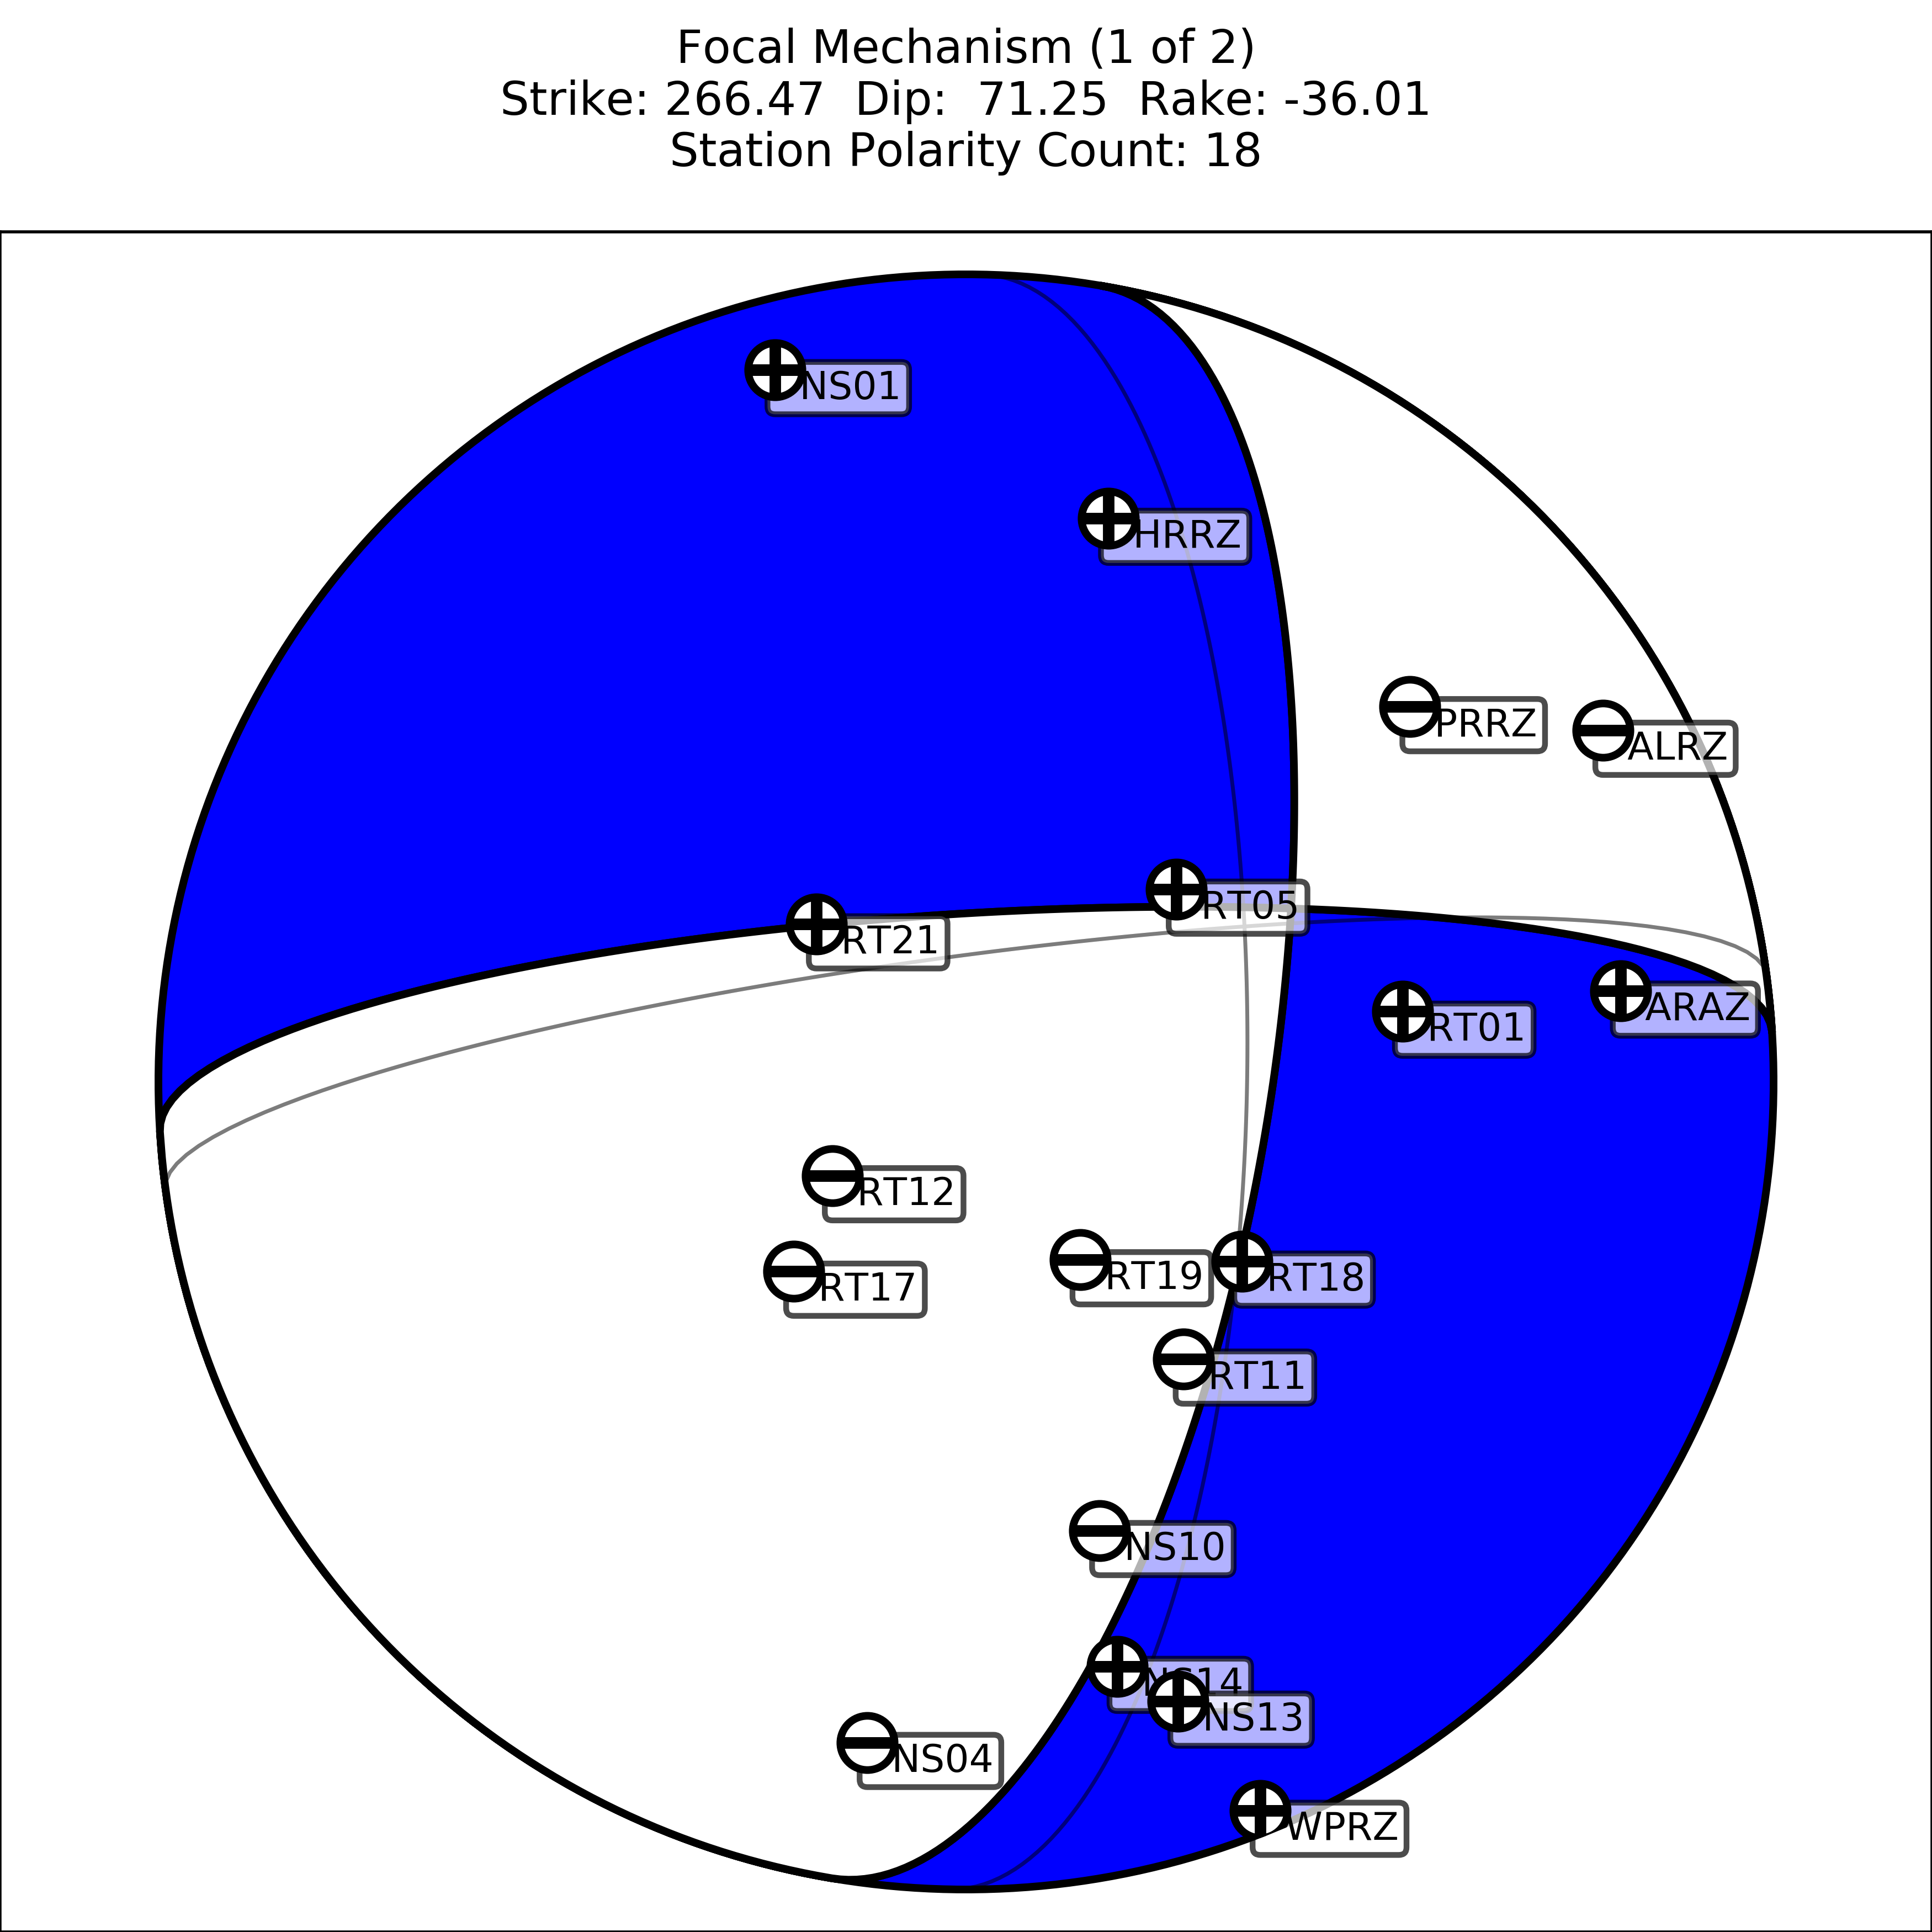 Focal Mechanism (1 of 2)
Strike: 266.47 Dip: 71.25 Rake: -36.01
Station Polarity Count: 18
NS01
HRRZ
PRRZ
ALRZ
RT05
RT21
ARAZ
RT01
RT12
RT19
RT18
RT17
RT11
NS10
NS14
NS13
NS04
WPRZ